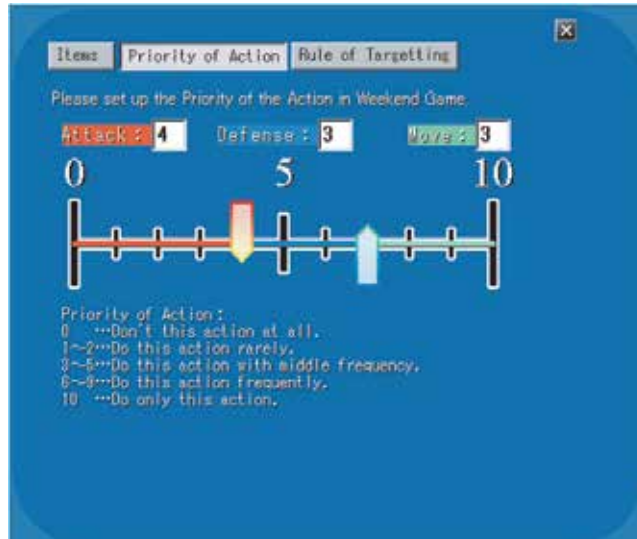 Items Priority of Action Rule of Targetting
Please set up the Priority of the Action in Weekend Game.
Attack: 4 Defense: 3 Move: 3
0 5 10
Priority of Action:
0 …Don't this action at all.
1~2…Do this action rarely.
3~5…Do this action with middle frequency.
6~9…Do this action frequently.
10 …Do only this action.